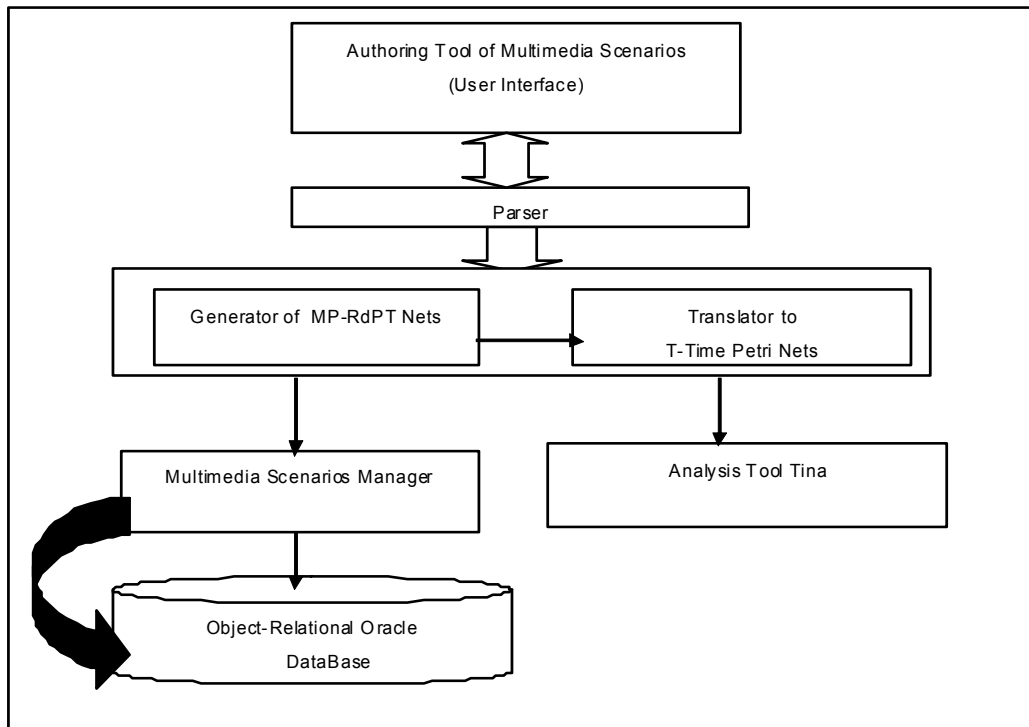 Authoring Tool of Multimedia Scenarios
(User Interface)
Parser
Generator of MP-RdPT Nets
Translator to
T-Time Petri Nets
Multimedia Scenarios Manager
Analysis Tool Tina
Object-Relational Oracle
DataBase